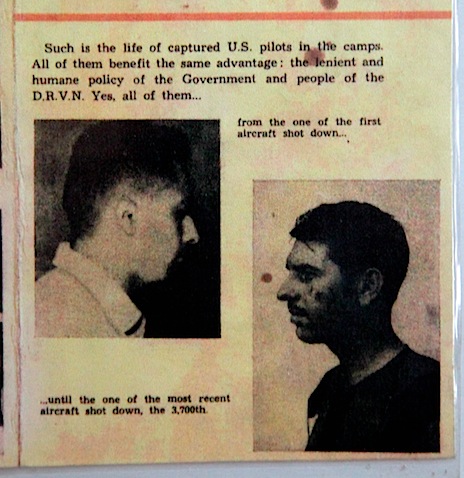 Such is the life of captured U.S. pilots in the camps.
All of them benefit the same advantage: the lenient and
humane policy of the Government and people of the
D.R.V.N. Yes, all of them...
from the one of the first
aircraft shot down...
...until the one of the most recent
aircraft shot down, the 3,700th.